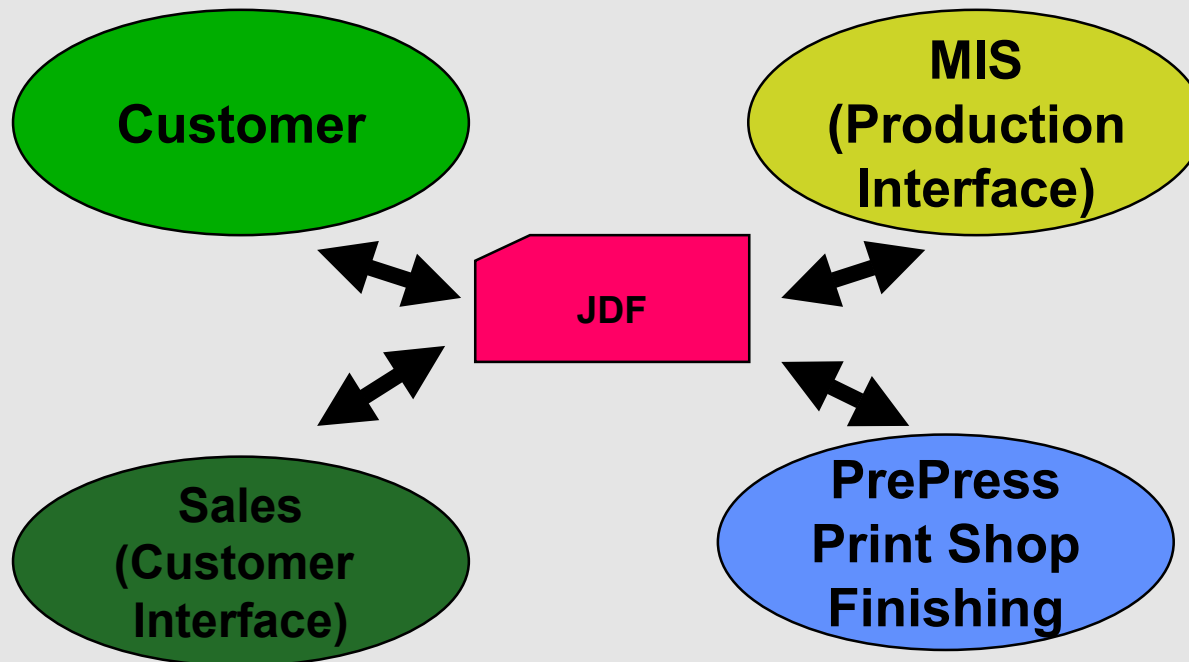 Customer
MIS
(Production
Interface)
JDF
Sales
(Customer
Interface)
PrePress
Print Shop
Finishing